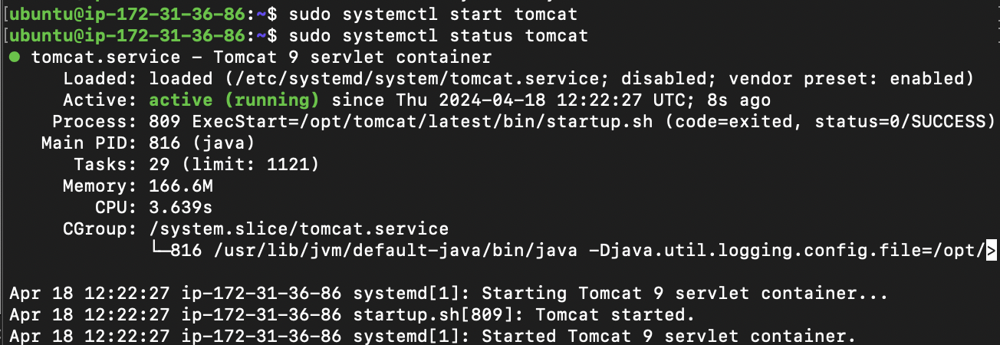 [ubuntu@ip-172-31-36-86:~$ sudo systemctl start tomcat
[ubuntu@ip-172-31-36-86:~$ sudo systemctl status tomcat
● tomcat.service – Tomcat 9 servlet container
Loaded: loaded (/etc/systemd/system/tomcat.service; disabled; vendor preset: enabled)
Active: active (running) since Thu 2024-04-18 12:22:27 UTC; 8s ago
Process: 809 ExecStart=/opt/tomcat/latest/bin/startup.sh (code=exited, status=0/SUCCESS)
Main PID: 816 (java)
Tasks: 29 (limit: 1121)
Memory: 166.6M
CPU: 3.639s
CGroup: /system.slice/tomcat.service
└─816 /usr/lib/jvm/default-java/bin/java -Djava.util.logging.config.file=/opt/>
Apr 18 12:22:27 ip-172-31-36-86 systemd[1]: Starting Tomcat 9 servlet container...
Apr 18 12:22:27 ip-172-31-36-86 startup.sh[809]: Tomcat started.
Apr 18 12:22:27 ip-172-31-36-86 systemd[1]: Started Tomcat 9 servlet container.